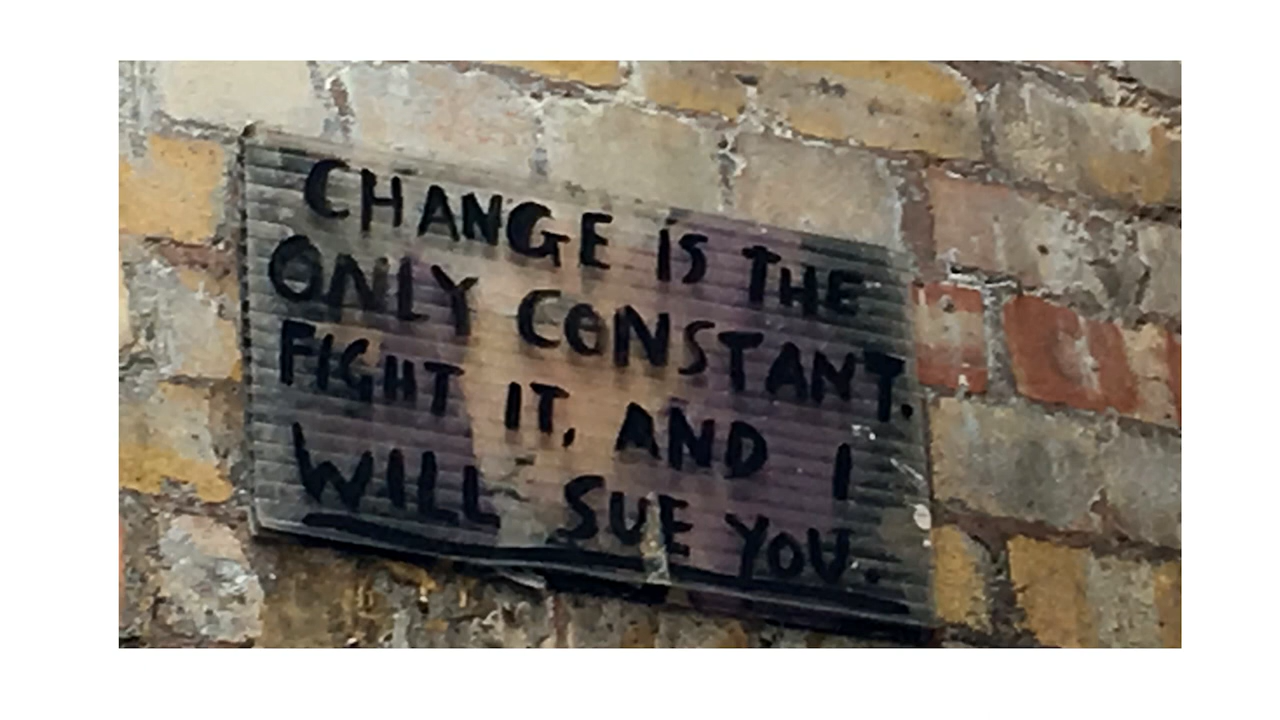 CHANGE IS THE
ONLY CONSTANT.
FIGHT IT, AND I
WILL SUE YOU.